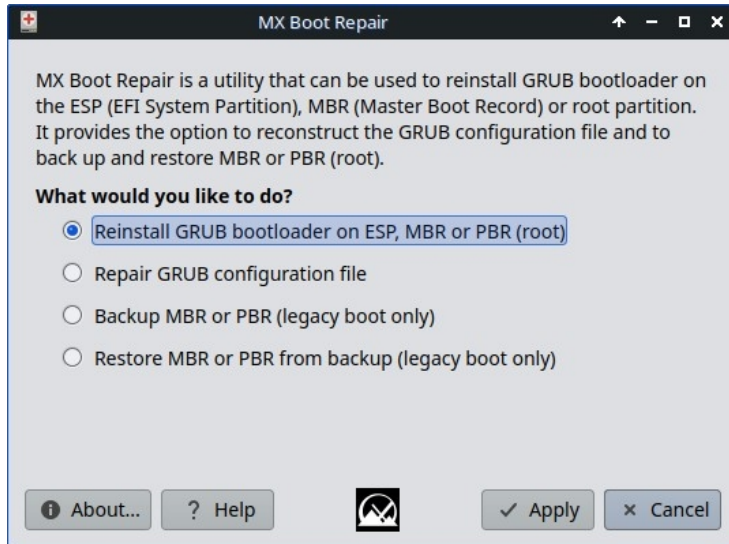 MX Boot Repair
MX Boot Repair is a utility that can be used to reinstall GRUB bootloader on
the ESP (EFI System Partition), MBR (Master Boot Record) or root partition.
It provides the option to reconstruct the GRUB configuration file and to
back up and restore MBR or PBR (root).
What would you like to do?
Reinstall GRUB bootloader on ESP, MBR or PBR (root)
Repair GRUB configuration file
Backup MBR or PBR (legacy boot only)
Restore MBR or PBR from backup (legacy boot only)
About... ? Help Apply Cancel